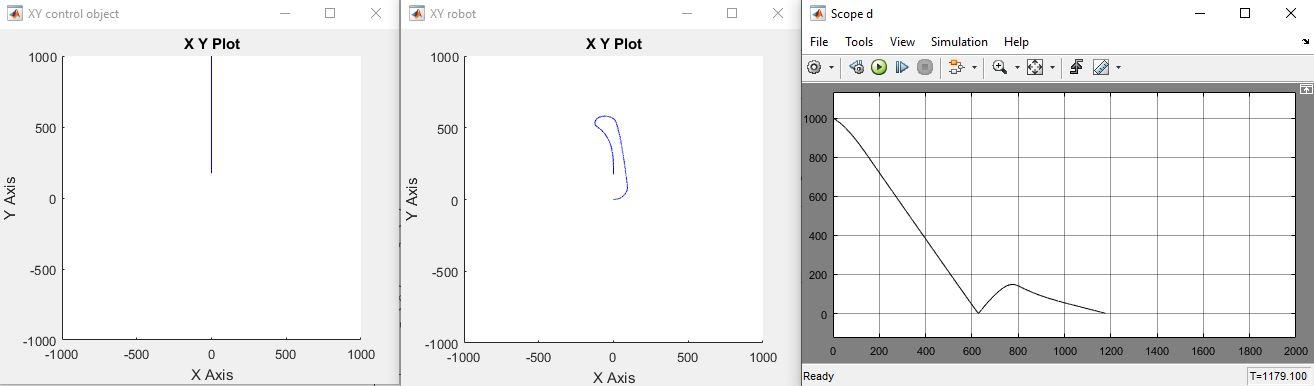 XY control object
X Y Plot
1000
500
0
-500
-1000
-1000 -500 0 500 1000
X Axis
Y Axis
XY robot
X Y Plot
1000
500
0
-500
-1000
-1000 -500 0 500 1000
X Axis
Y Axis
Scope d
File Tools View Simulation Help
1000
800
600
400
200
0
0 200 400 600 800 1000 1200 1400 1600 1800 2000
Ready T=1179.100